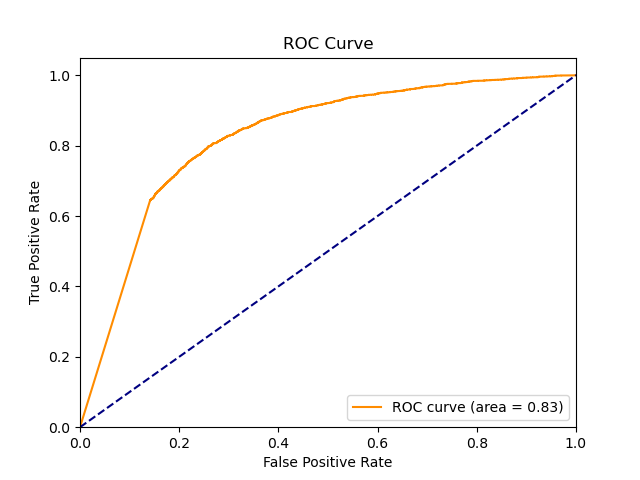 ROC Curve
True Positive Rate
1.0
0.8
0.6
0.4
0.2
0.0
0.0 0.2 0.4 0.6 0.8 1.0
False Positive Rate
ROC curve (area = 0.83)